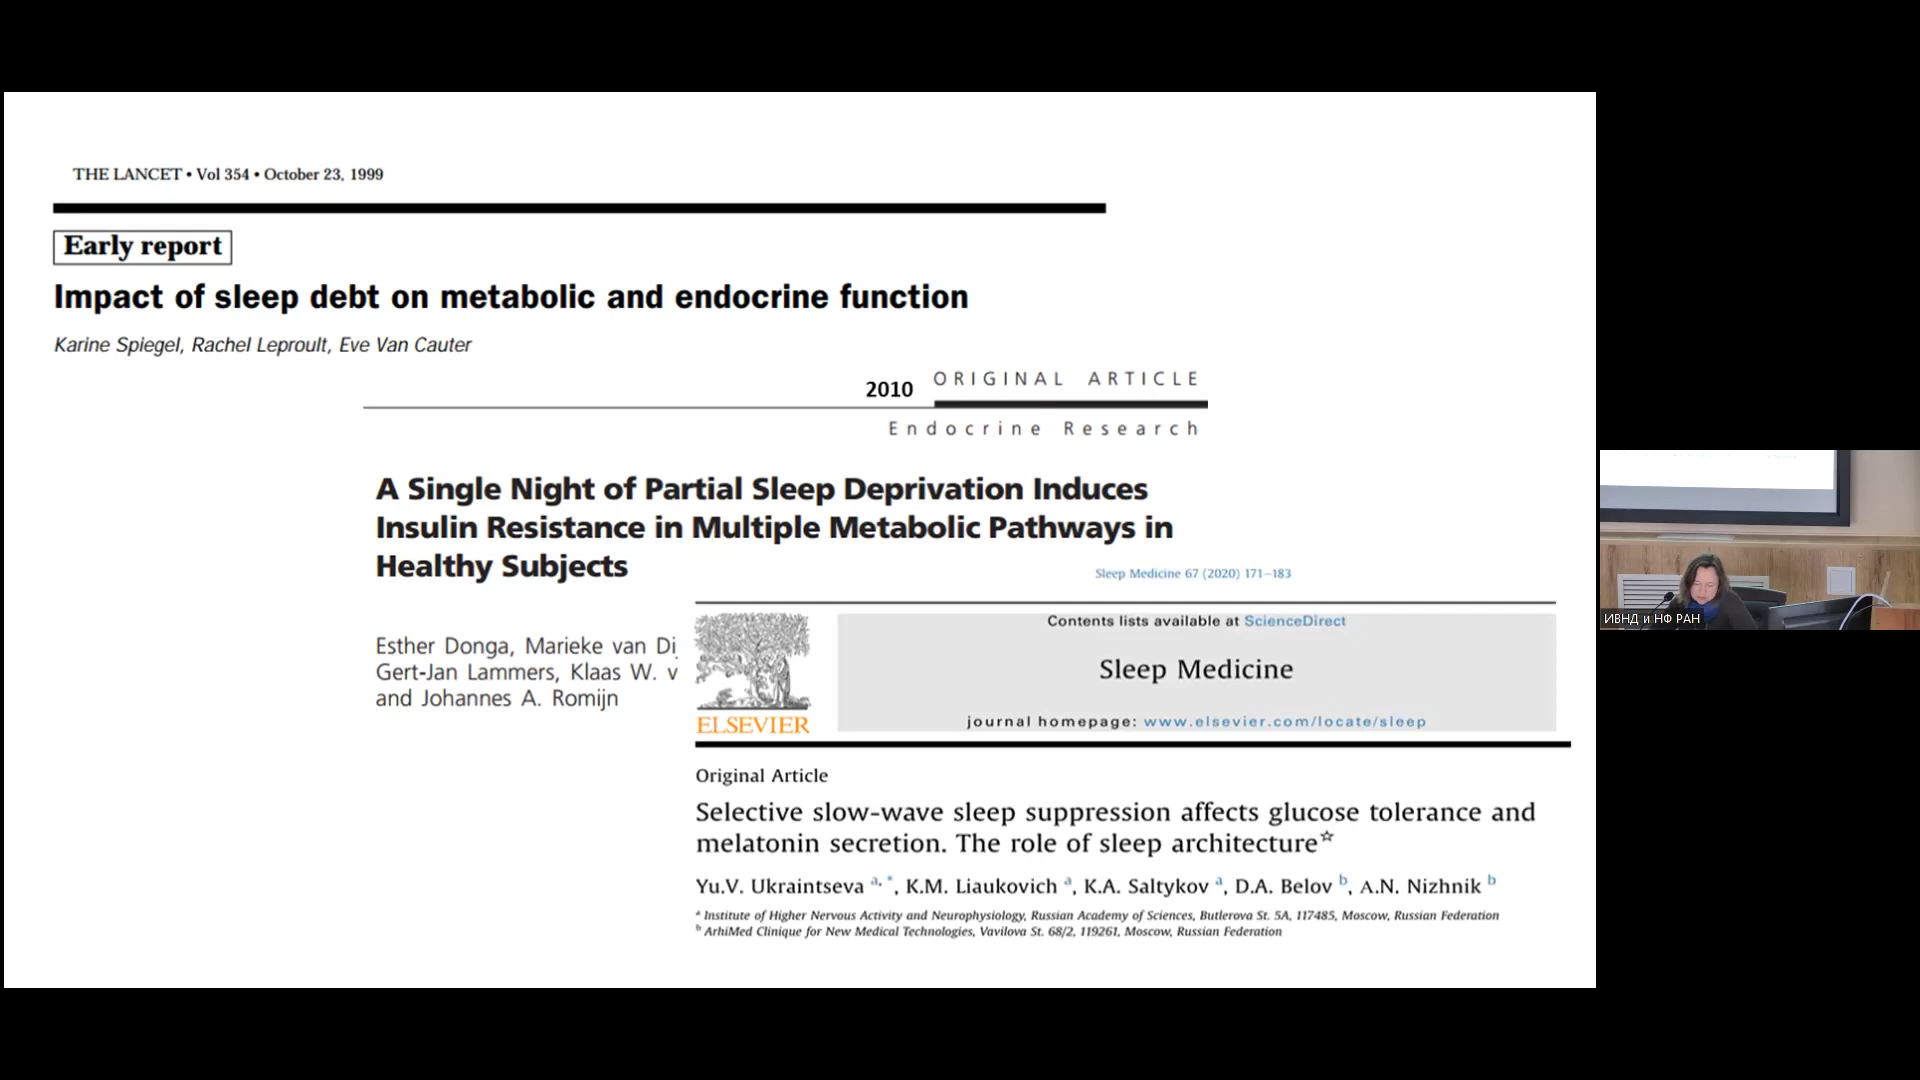 THE LANCET • Vol 354 • October 23, 1999
Early report
Impact of sleep debt on metabolic and endocrine function
Karine Spiegel, Rachel Leproult, Eve Van Cauter
2010
ORIGINAL ARTICLE
Endocrine Research
A Single Night of Partial Sleep Deprivation Induces
Insulin Resistance in Multiple Metabolic Pathways in
Healthy Subjects
Esther Donga, Marieke van Di
Gert-Jan Lammers, Klaas W. v
and Johannes A. Romijn
Sleep Medicine 67 (2020) 171–183
ELSEVIER
Contents lists available at ScienceDirect
Sleep Medicine
journal homepage: www.elsevier.com/locate/sleep
Original Article
Selective slow-wave sleep suppression affects glucose tolerance and
melatonin secretion. The role of sleep architecture☆
Yu.V. Ukraintseva a, *, K.M. Liaukovich a, K.A. Saltykov a, D.A. Belov b, A.N. Nizhnik b
a Institute of Higher Nervous Activity and Neurophysiology, Russian Academy of Sciences, Butlerova St. 5A, 117485, Moscow, Russian Federation
b ArhiMed Clinique for New Medical Technologies, Vavilova St. 68/2, 119261, Moscow, Russian Federation
ИВНД и НФ РАН